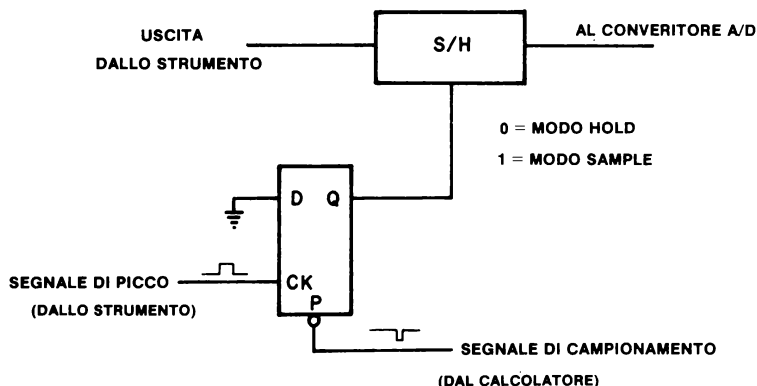 USCITA
DALLO STRUMENTO
S/H
AL CONVERITORE A/D
0 = MODO HOLD
1 = MODO SAMPLE
D Q
CK
P
SEGNALE DI PICCO
(DALLO STRUMENTO)
SEGNALE DI CAMPIONAMENTO
(DAL CALCOLATORE)